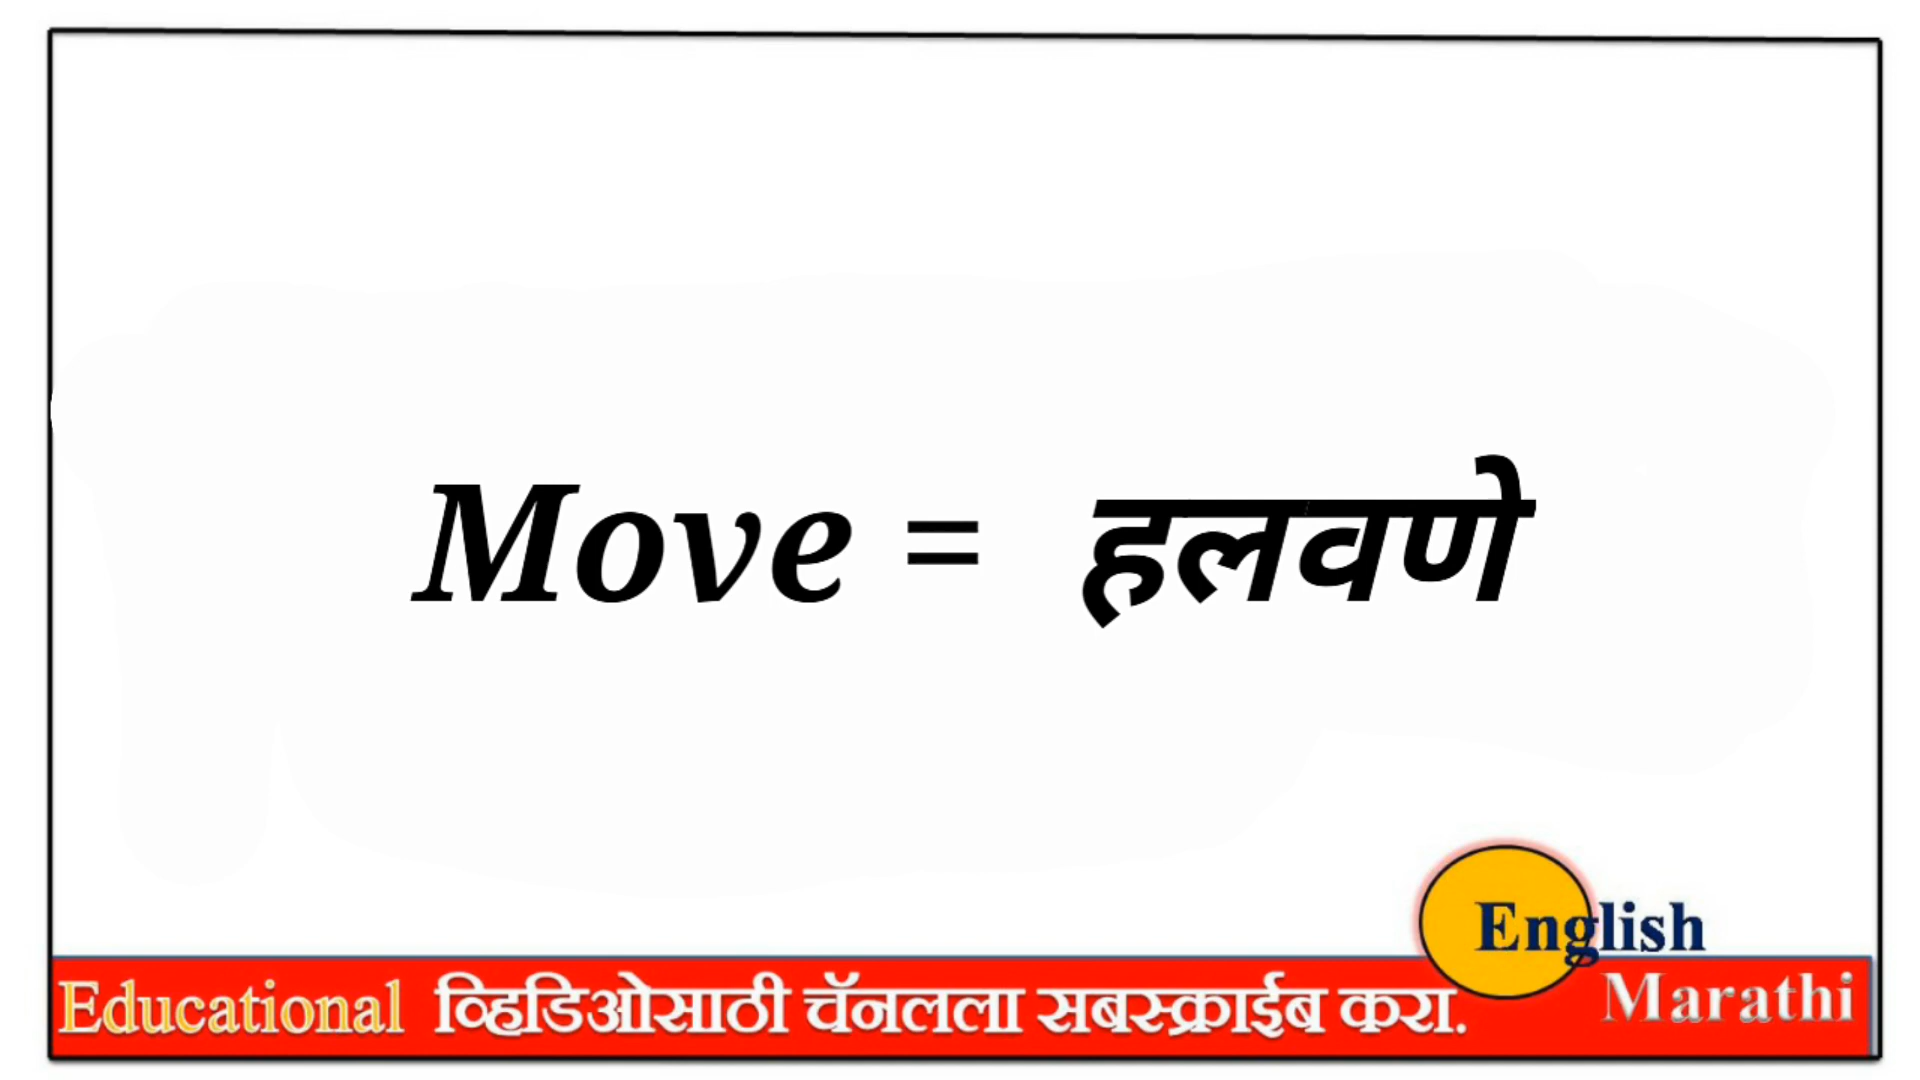 Move = हलवणे
English
Educational व्हिडिओसाठी चॅनलला सबस्क्राईब करा.
Marathi